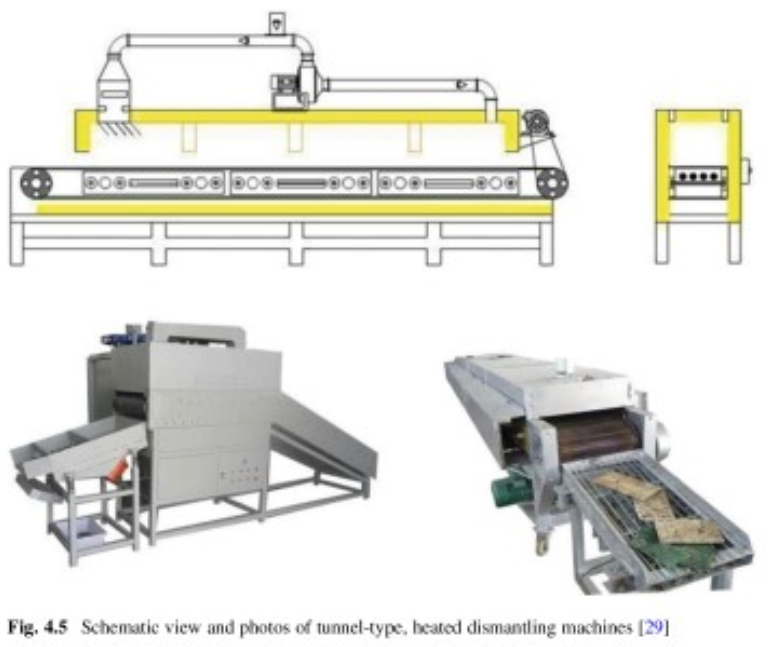 Fig. 4.5 Schematic view and photos of tunnel-type, heated dismantling machines [29]